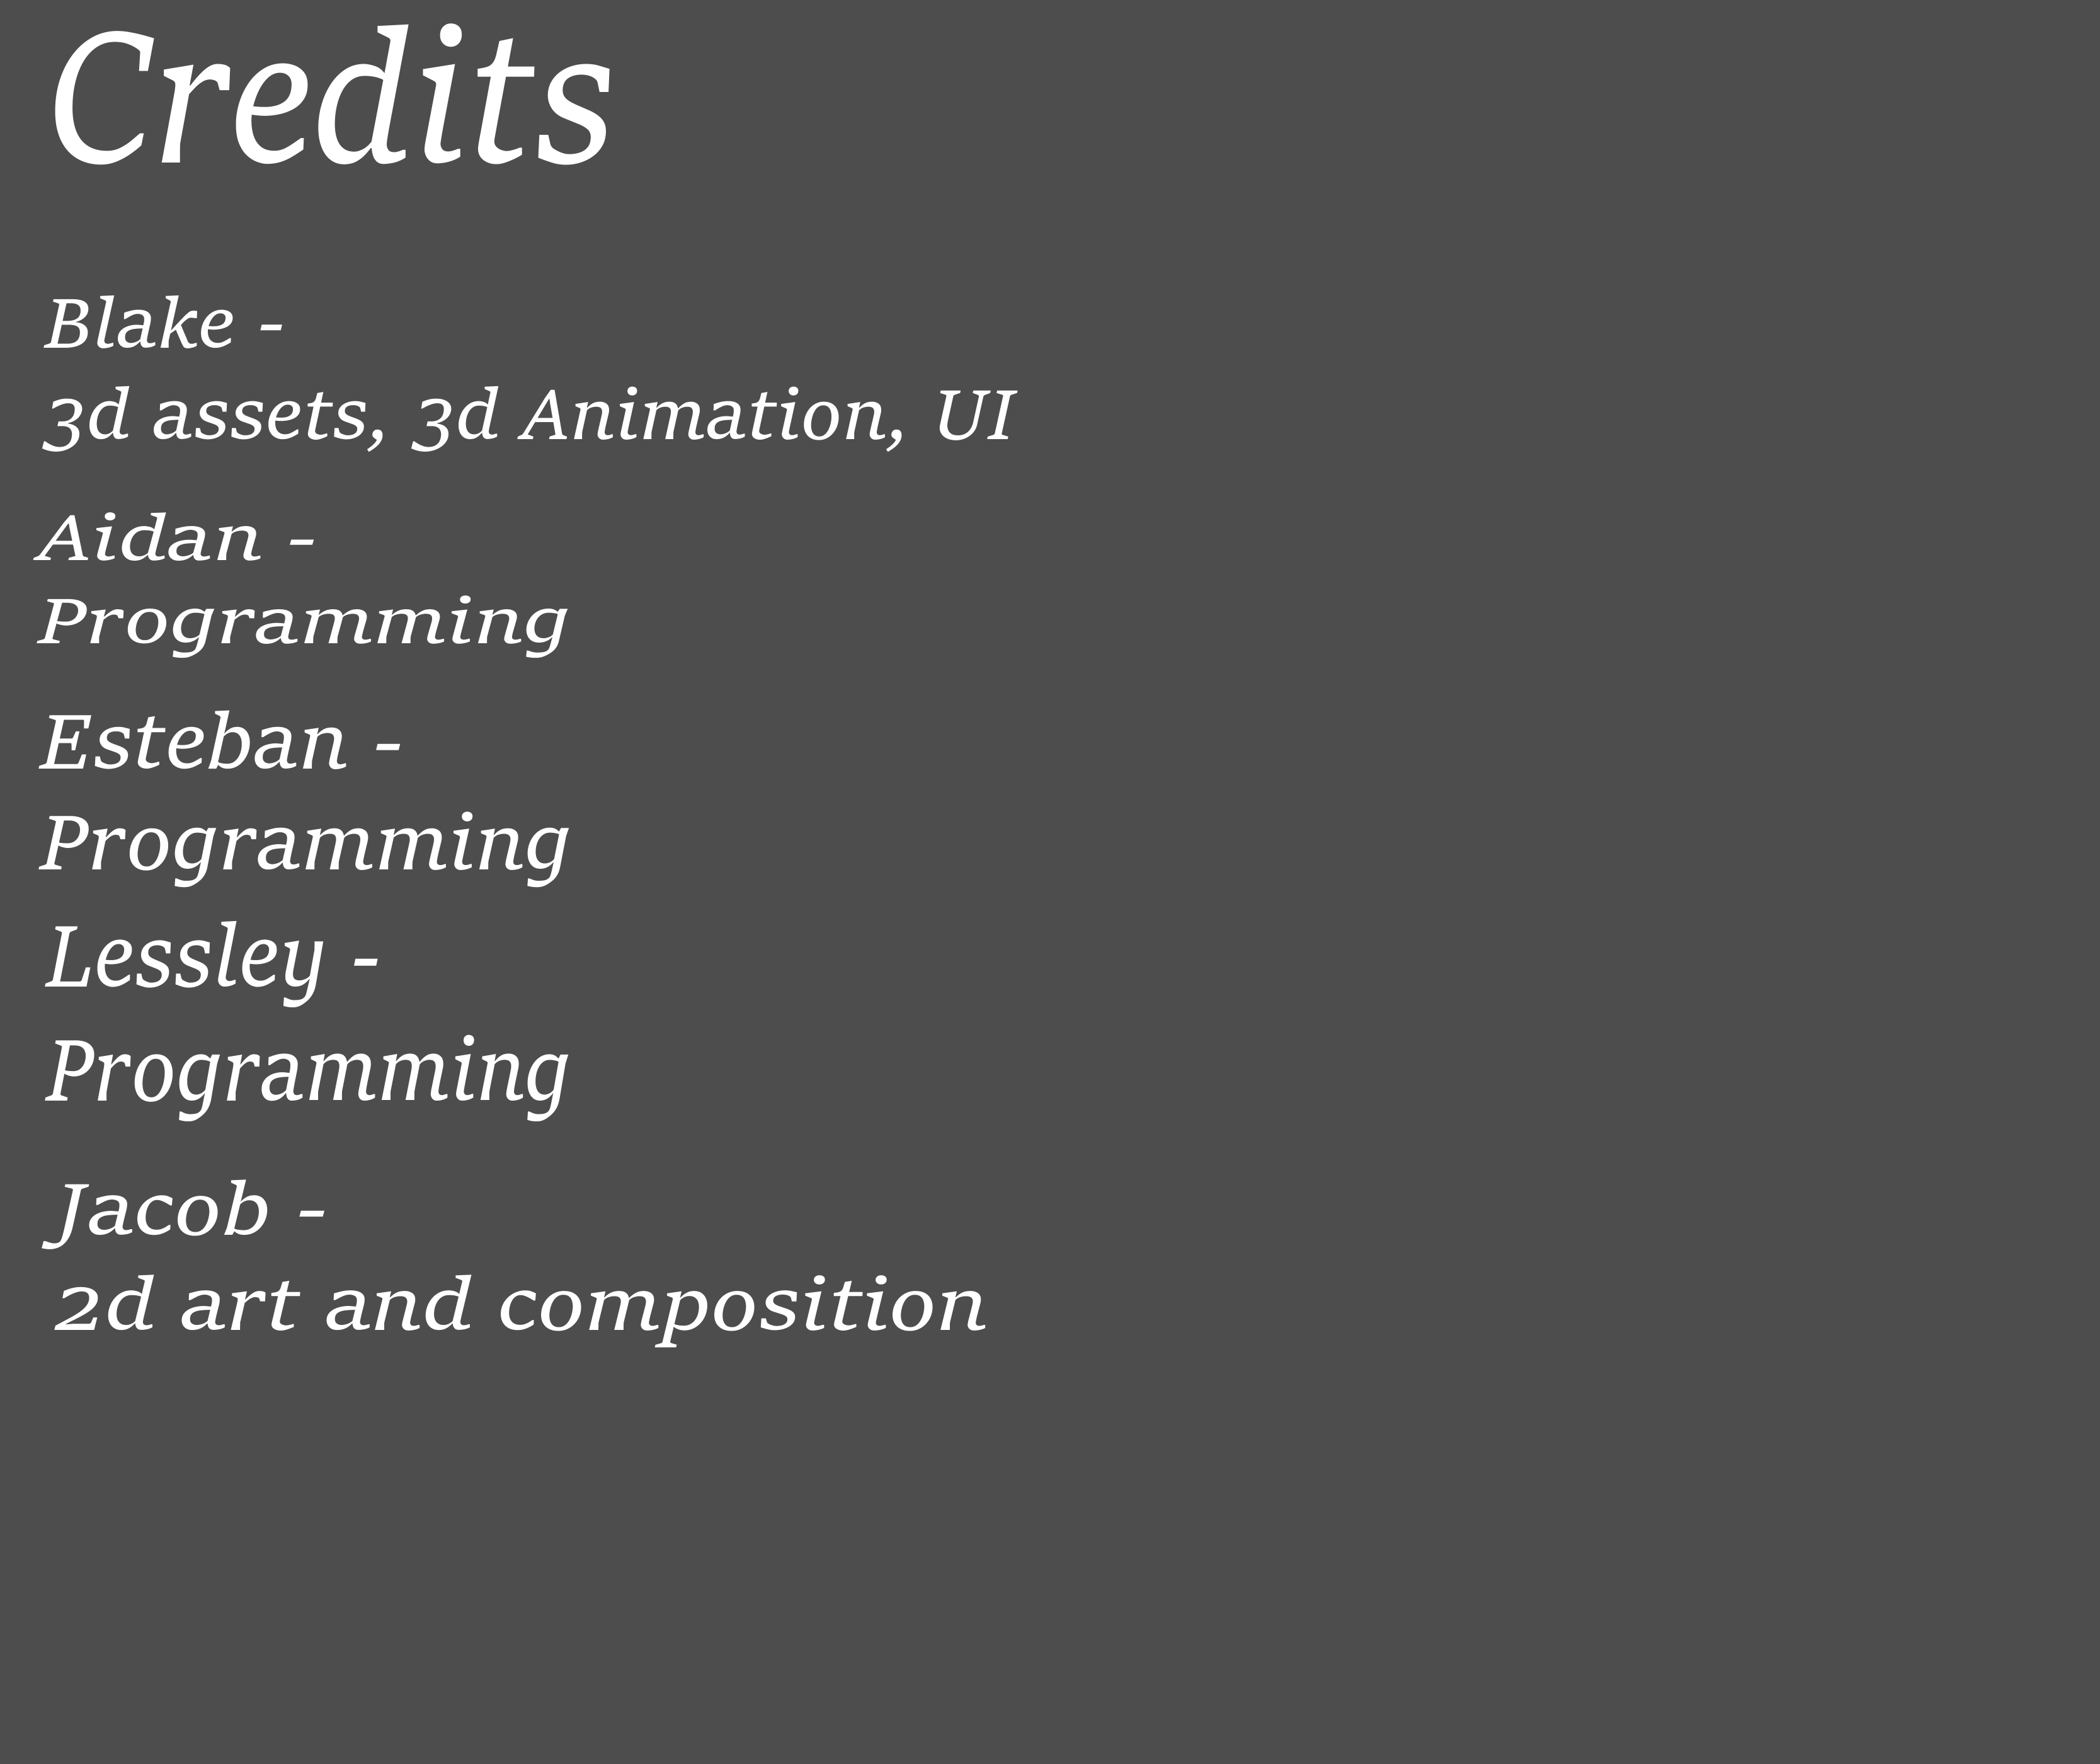 Credits
Blake -
3d assets, 3d Animation, UI
Aidan -
Programming
Esteban -
Programming
Lessley -
Programming
Jacob -
2d art and composition